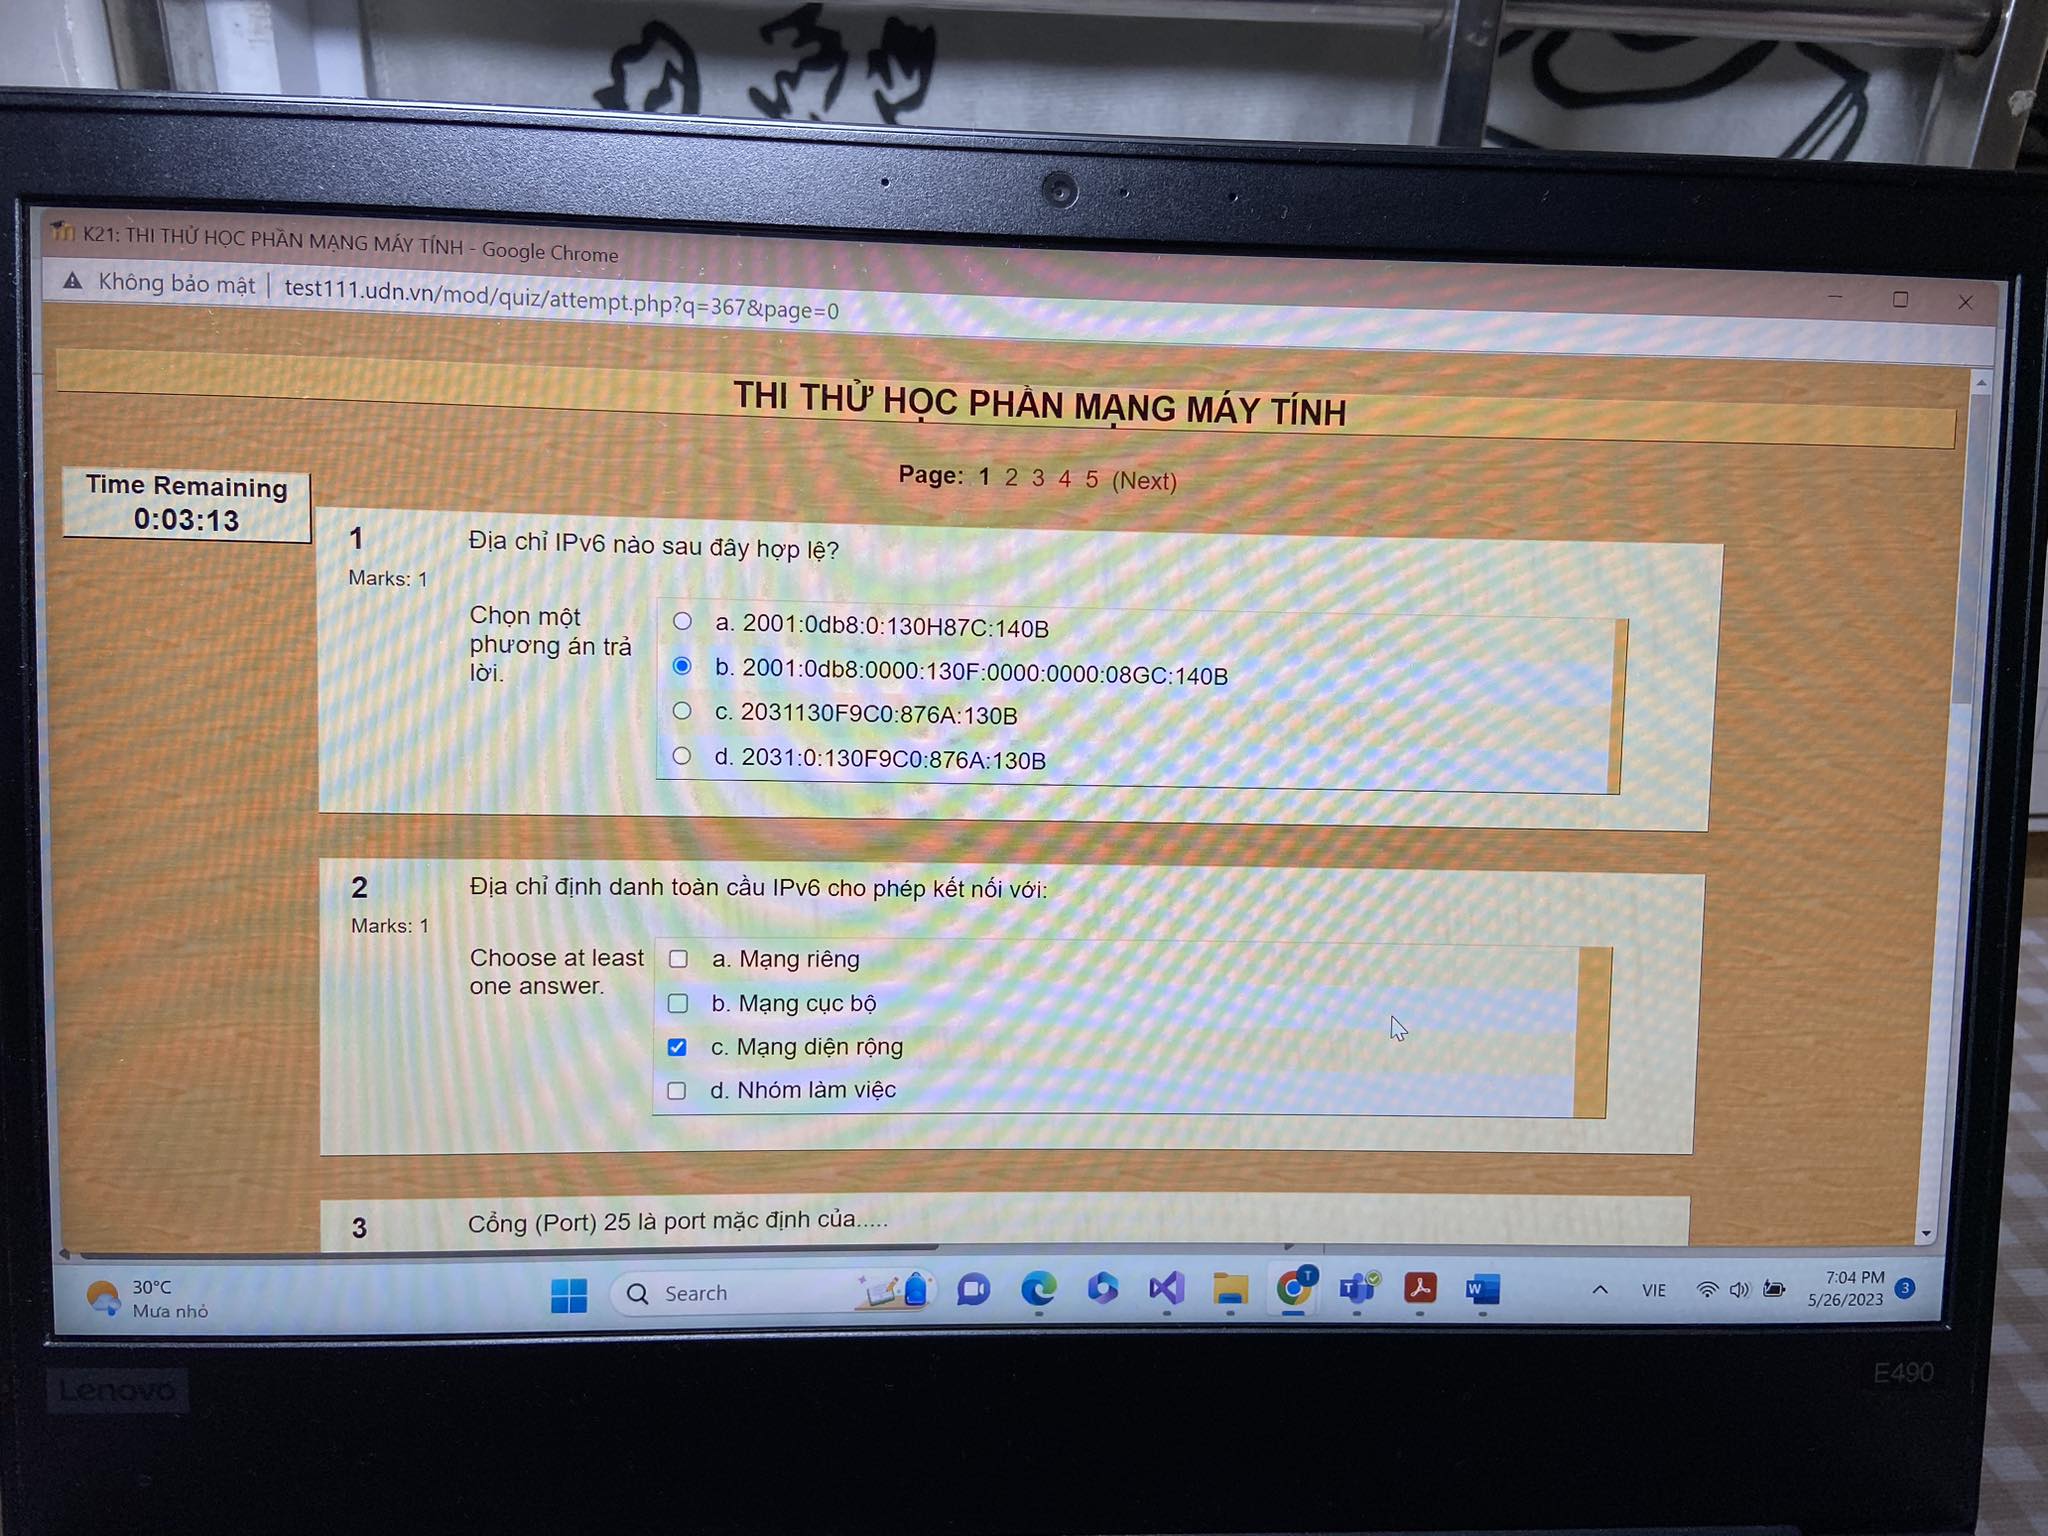 K21: THI THỬ HỌC PHẦN MẠNG MÁY TÍNH - Google Chrome
Không bảo mật | test111.udn.vn/mod/quiz/attempt.php?q=367&page=0
THI THỬ HỌC PHẦN MẠNG MÁY TÍNH
Page: 1 2 3 4 5 (Next)
Time Remaining
0:03:13
1
Marks: 1
Địa chỉ IPv6 nào sau đây hợp lệ?
Chọn một
phương án trả
lời.
a. 2001:0db8:0:130H87C:140B
b. 2001:0db8:0000:130F:0000:0000:08GC:140B
c. 2031130F9C0:876A:130B
d. 2031:0:130F9C0:876A:130B
2
Marks: 1
Địa chỉ định danh toàn cầu IPv6 cho phép kết nối với:
Choose at least
one answer.
a. Mạng riêng
b. Mạng cục bộ
c. Mạng diện rộng
d. Nhóm làm việc
3
Cổng (Port) 25 là port mặc định của.....
30°C
Mưa nhỏ
Search
VIE
7:04 PM
5/26/2023
3
Lenovo
E490